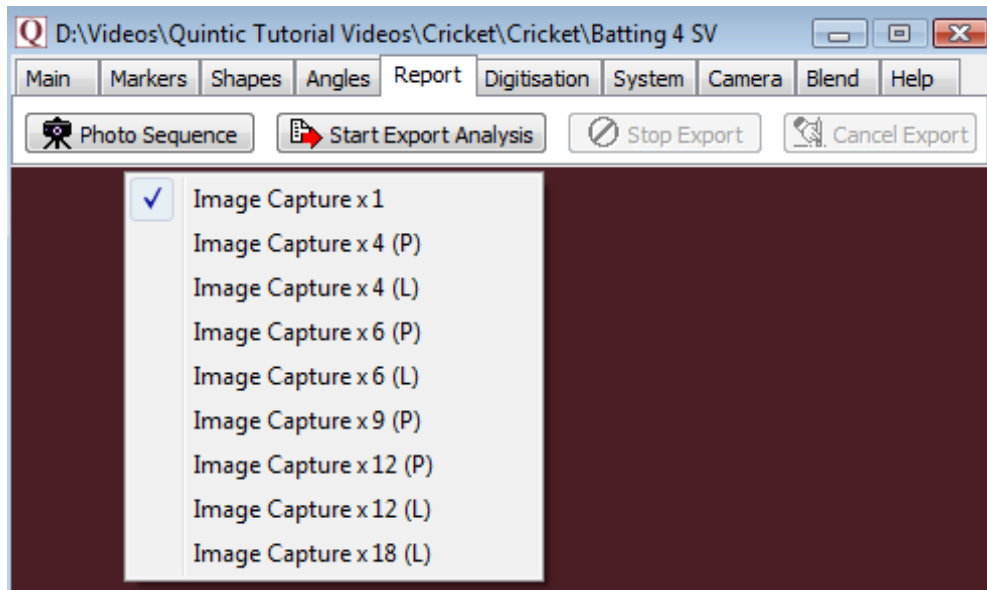 Q D:\Videos\Quintic Tutorial Videos\Cricket\Cricket\Batting 4 SV
Main Markers Shapes Angles Report Digitisation System Camera Blend Help
Photo Sequence Start Export Analysis Stop Export Cancel Export
✓ Image Capture x 1
Image Capture x 4 (P)
Image Capture x 4 (L)
Image Capture x 6 (P)
Image Capture x 6 (L)
Image Capture x 9 (P)
Image Capture x 12 (P)
Image Capture x 12 (L)
Image Capture x 18 (L)